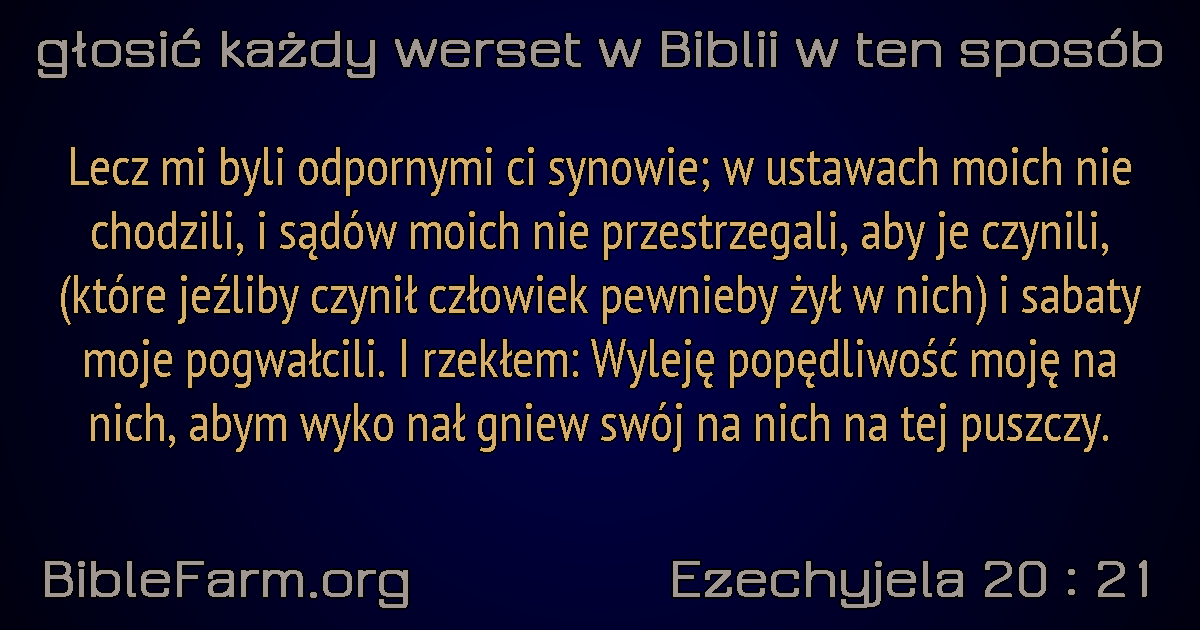 głosić każdy werset w Biblii w ten sposób
Lecz mi byli odpornymi ci synowie; w ustawach moich nie
chodzili, i sądów moich nie przestrzegali, aby je czynili,
(które jeźliby czynił człowiek pewnieby żył w nich) i sabaty
moje pogwałcili. I rzekłem: Wyleję popędliwość moję na
nich, abym wyko nał gniew swój na nich na tej puszczy.
BibleFarm.org
Ezechyjela 20 : 21